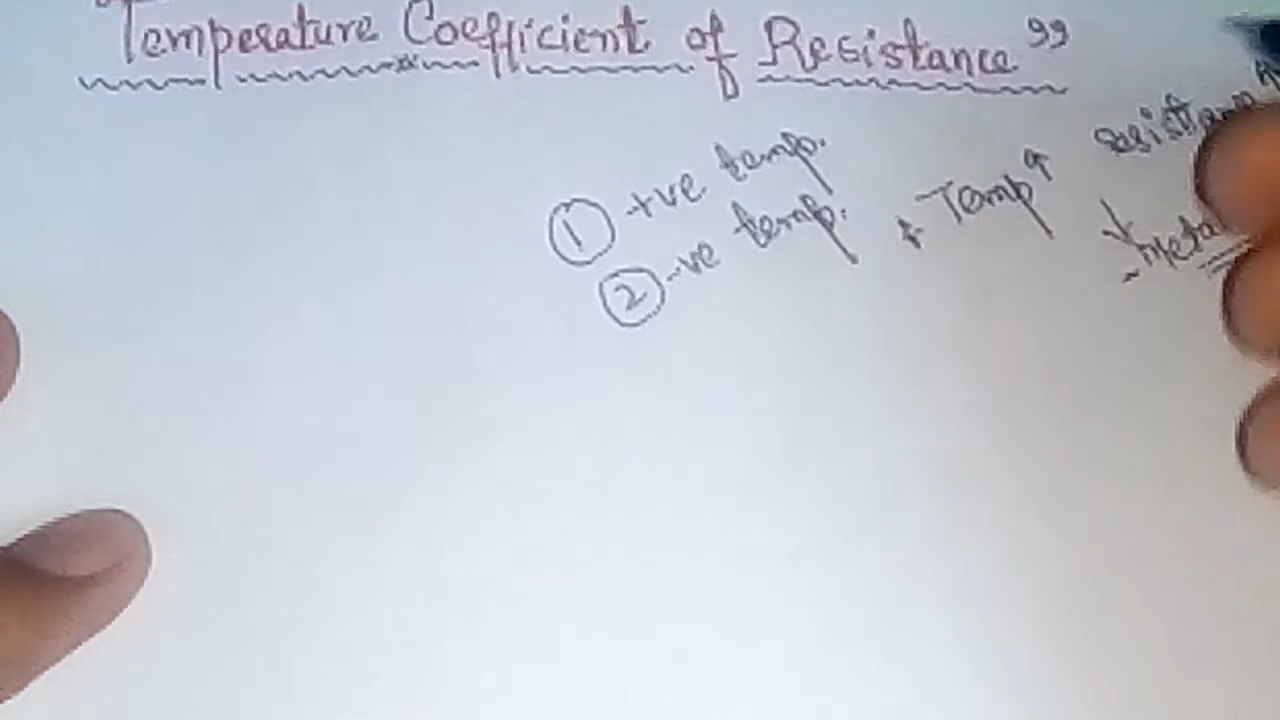 Temperature Coefficient of Resistance"
① +ve temp.
② -ve temp.
Temp↑